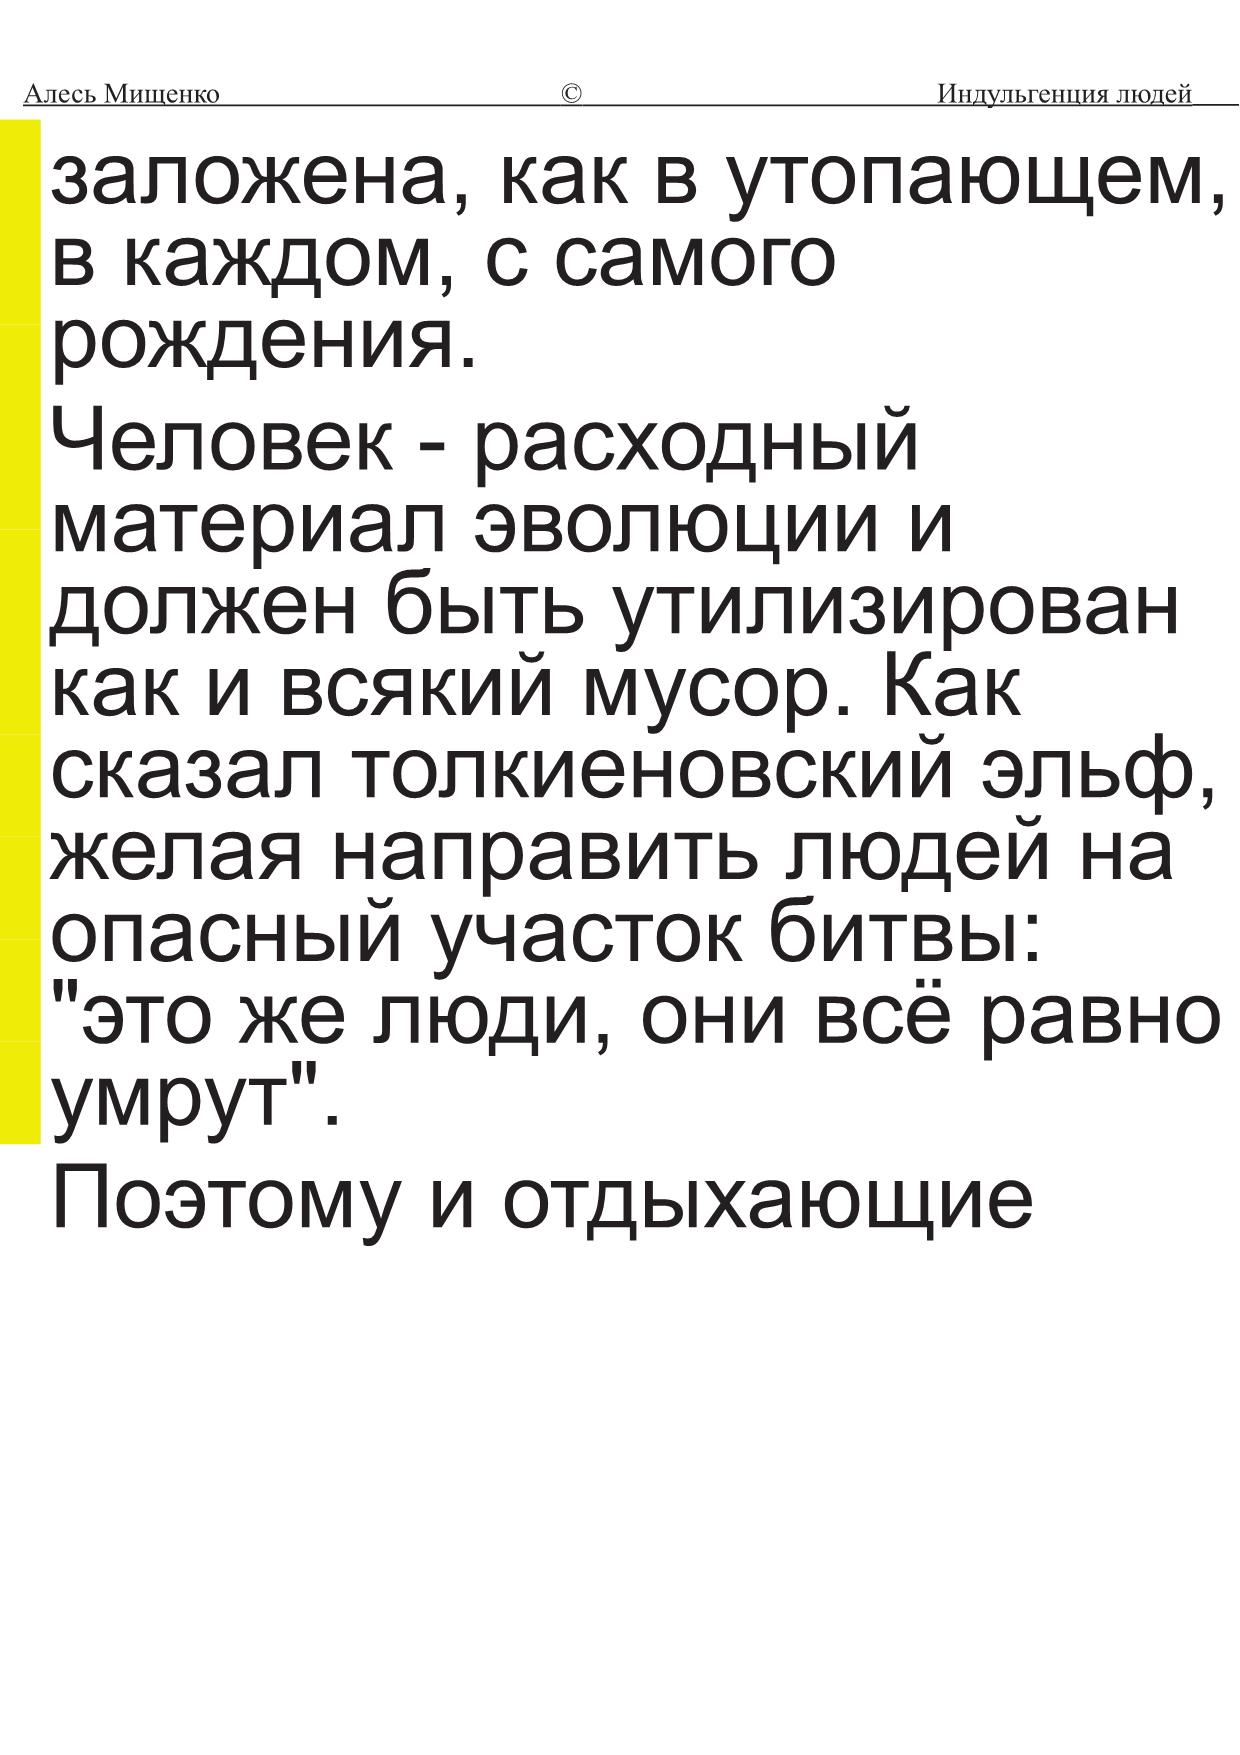 Алесь Мищенко © Индульгенция людей
заложена, как в утопающем,
в каждом, с самого
рождения.
Человек - расходный
материал эволюции и
должен быть утилизирован
как и всякий мусор. Как
сказал толкиеновский эльф,
желая направить людей на
опасный участок битвы:
"это же люди, они всё равно
умрут".
Поэтому и отдыхающие